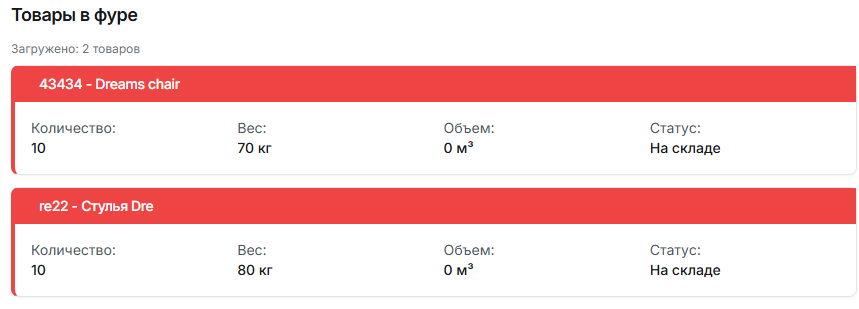 Товары в фуре
Загружено: 2 товаров
43434 - Dreams chair
Количество: Вес: Объем: Статус:
10 70 кг 0 м³ На складе
re22 - Стулья Dre
Количество: Вес: Объем: Статус:
10 80 кг 0 м³ На складе